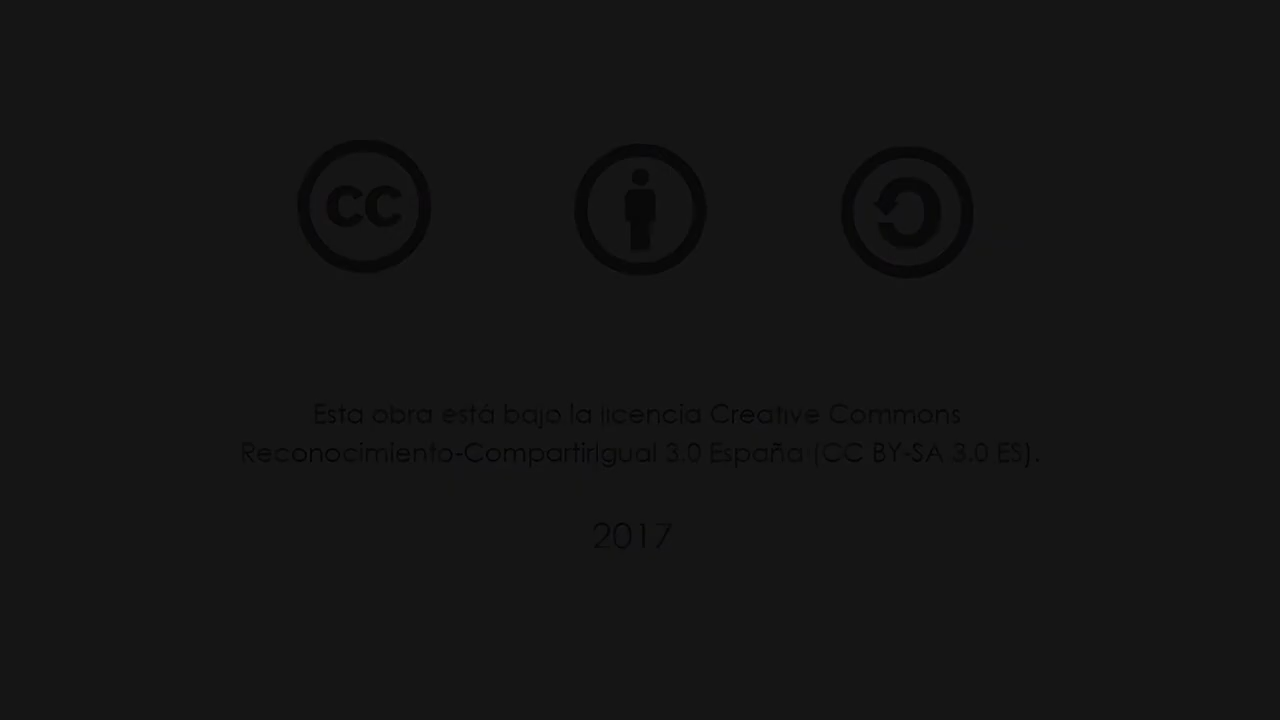 cc
Esta obra está bajo la licencia Creative Commons
Reconocimiento-CompartirIgual 3.0 España (CC BY-SA 3.0 ES).
2017